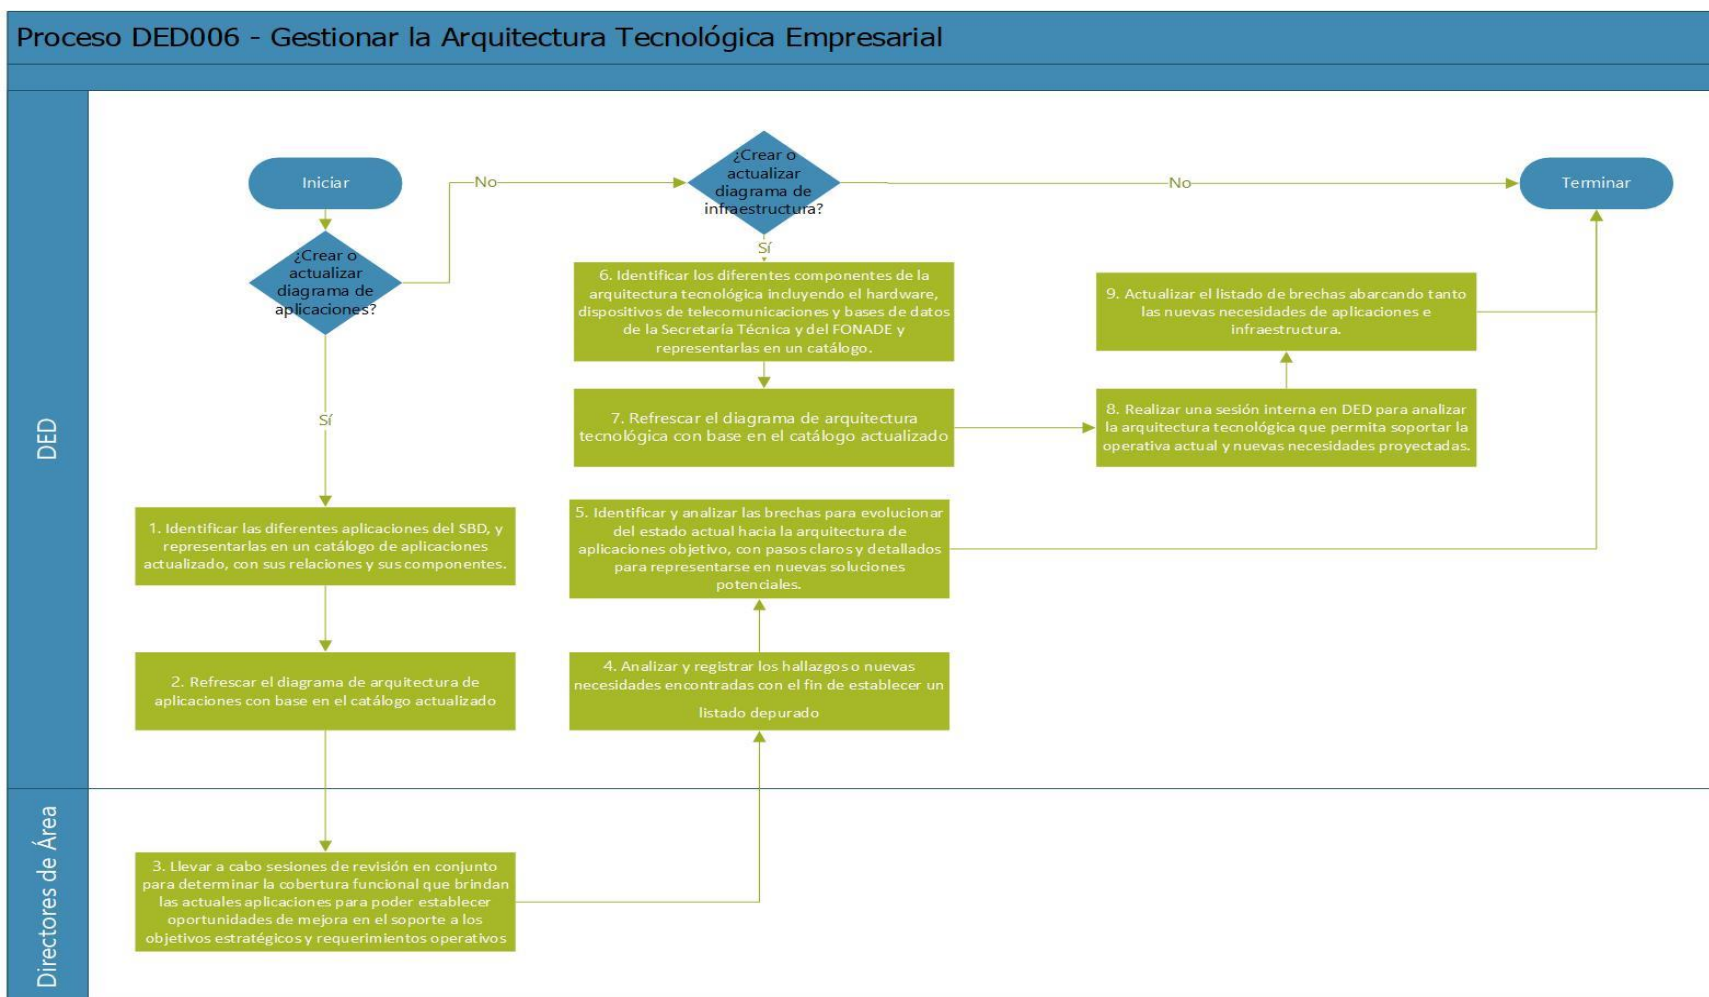 Proceso DED006 - Gestionar la Arquitectura Tecnológica Empresarial
DED
Iniciar
¿Crear o
actualizar
diagrama de
aplicaciones?
No
¿Crear o
actualizar
diagrama de
infraestructura?
No
Terminar
Sí
Sí
1. Identificar las diferentes aplicaciones del SBD, y
representarlas en un catálogo de aplicaciones
actualizado, con sus relaciones y sus componentes.
2. Refrescar el diagrama de arquitectura de
aplicaciones con base en el catálogo actualizado
6. Identificar los diferentes componentes de la
arquitectura tecnológica incluyendo el hardware,
dispositivos de telecomunicaciones y bases de datos
de la Secretaría Técnica y del FONADE y
representarlas en un catálogo.
7. Refrescar el diagrama de arquitectura
tecnológica con base en el catálogo actualizado
9. Actualizar el listado de brechas abarcando tanto
las nuevas necesidades de aplicaciones e
infraestructura.
8. Realizar una sesión interna en DED para analizar
la arquitectura tecnológica que permita soportar la
operativa actual y nuevas necesidades proyectadas.
5. Identificar y analizar las brechas para evolucionar
del estado actual hacia la arquitectura de
aplicaciones objetivo, con pasos claros y detallados
para representarse en nuevas soluciones
potenciales.
4. Analizar y registrar los hallazgos o nuevas
necesidades encontradas con el fin de establecer un
listado depurado
Directores de Área
3. Llevar a cabo sesiones de revisión en conjunto
para determinar la cobertura funcional que brindan
las actuales aplicaciones para poder establecer
oportunidades de mejora en el soporte a los
objetivos estratégicos y requerimientos operativos